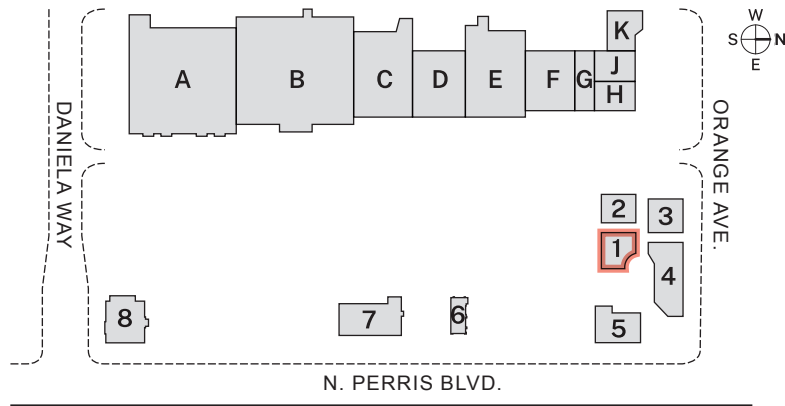 W
S N
E
K
A
B
C
D
E
F
G
J
H
DANIELA WAY
ORANGE AVE.
2
3
1
4
8
7
6
5
N. PERRIS BLVD.